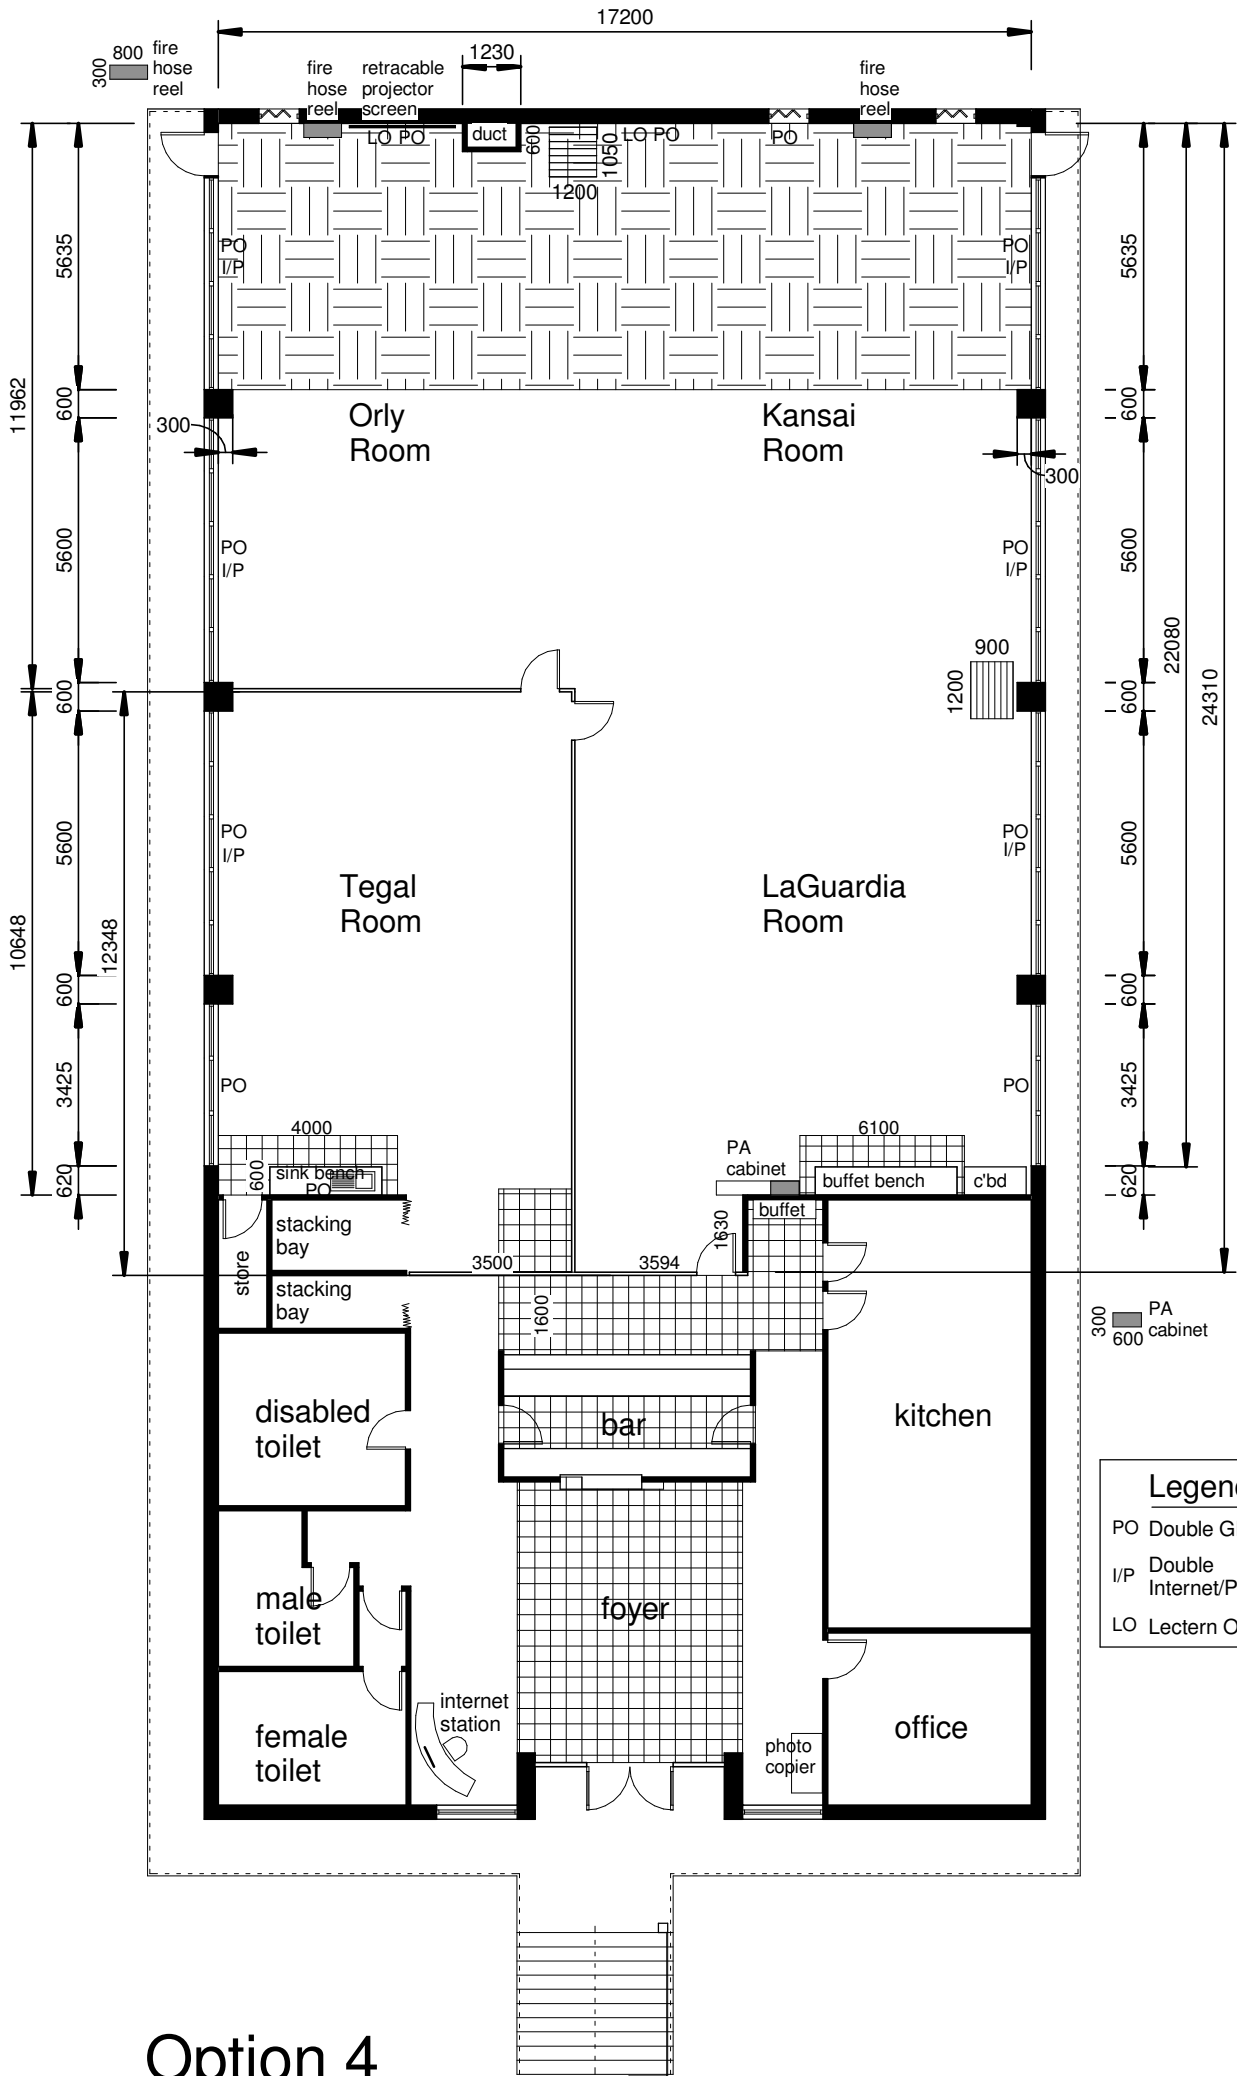 17200
800
300
fire
hose
reel
fire
hose
reel
retracable
projector
screen
1230
fire
hose
reel
LO PO
duct
600
1050
1200
LO PO
PO
PO
I/P
PO
I/P
5635
11962
600
300
5600
600
10648
12348
5600
600
3425
620
5635
600
300
5600
22080
24310
600
5600
600
3425
620
Orly
Room
Kansai
Room
PO
I/P
PO
I/P
900
1200
PO
I/P
PO
I/P
Tegal
Room
LaGuardia
Room
PO
PO
4000
600
sink bench
PO
PA
cabinet
6100
buffet bench
c'bd
stacking
bay
store
stacking
bay
3500
3594
1630
buffet
1600
300
600
PA
cabinet
disabled
toilet
bar
kitchen
male
toilet
foyer
female
toilet
internet
station
photo
copier
office
Legen
PO Double G
I/P Double
Internet/P
LO Lectern O
Option 4